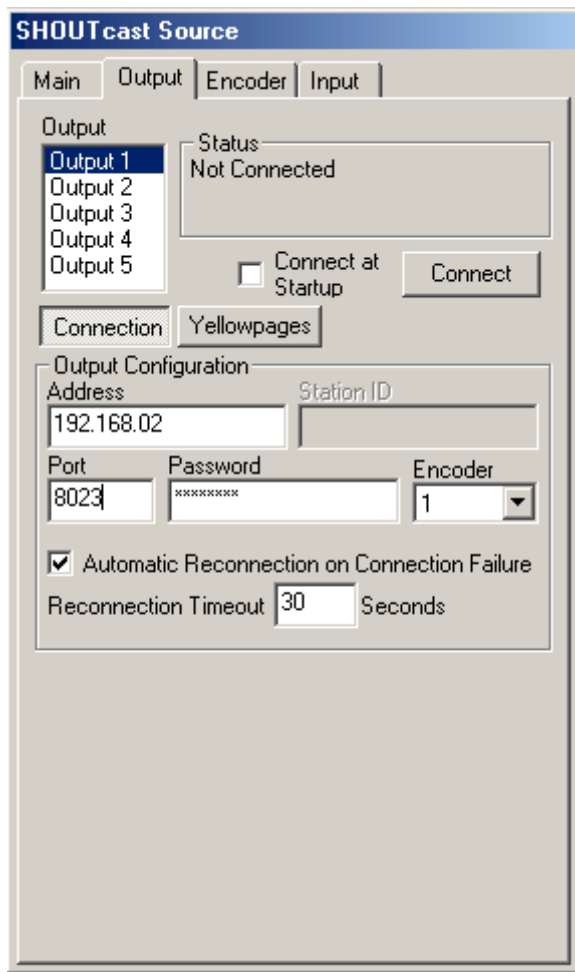 SHOUTcast Source
Main Output Encoder Input
Output
Output 1
Output 2
Output 3
Output 4
Output 5
Status
Not Connected
Connect at
Startup
Connect
Connection Yellowpages
Output Configuration
Address Station ID
192.168.02
Port Password Encoder
8023 ******** 1
Automatic Reconnection on Connection Failure
Reconnection Timeout 30 Seconds